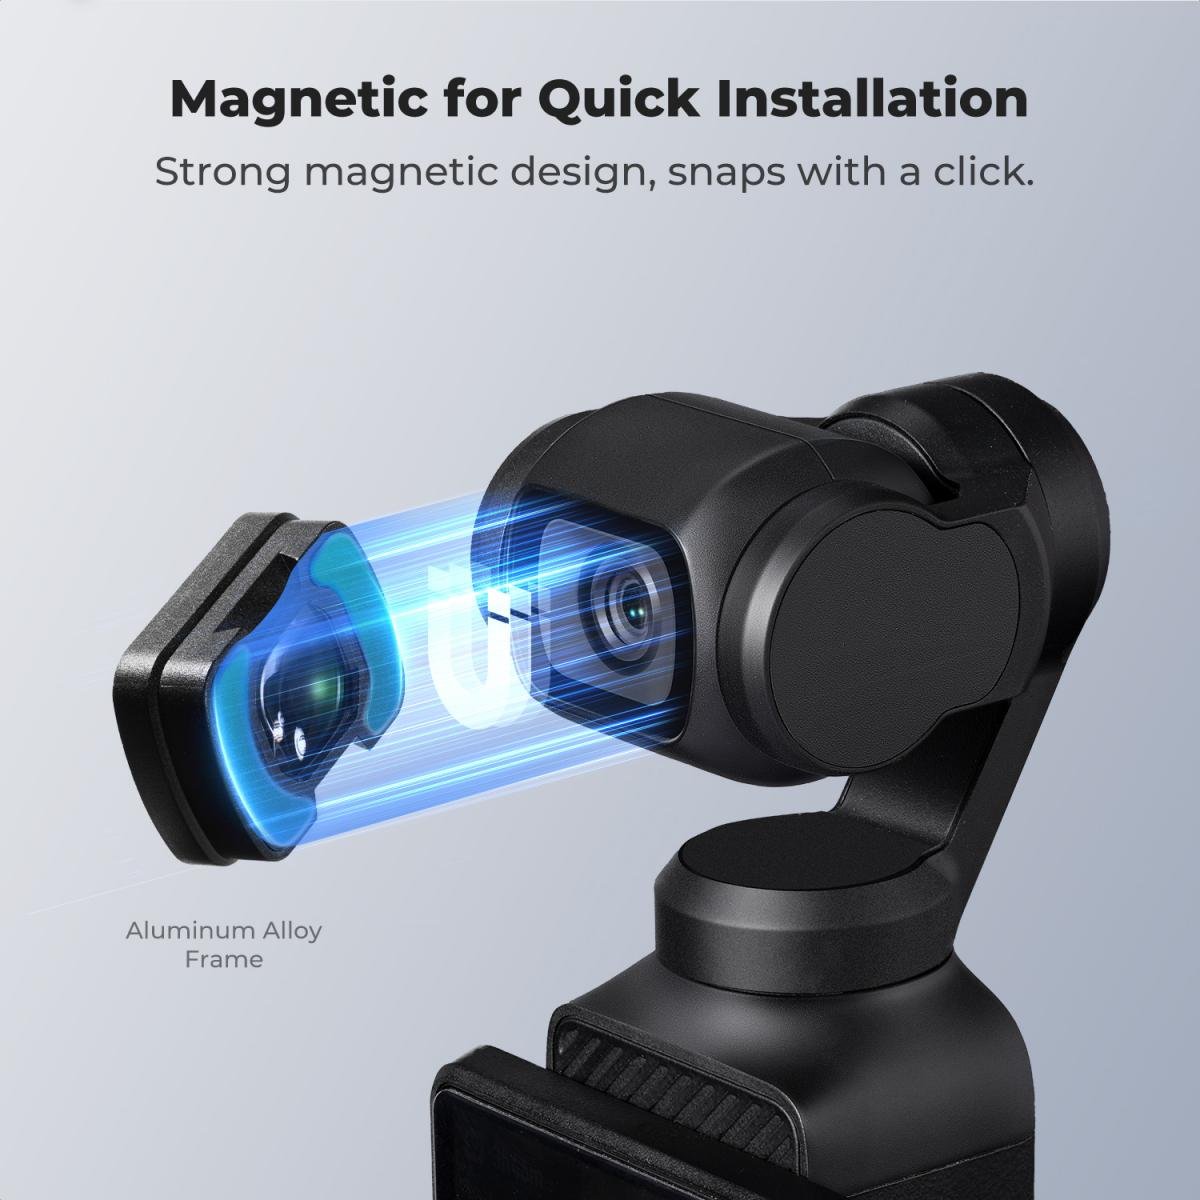 Magnetic for Quick Installation
Strong magnetic design, snaps with a click.
Aluminum Alloy
Frame